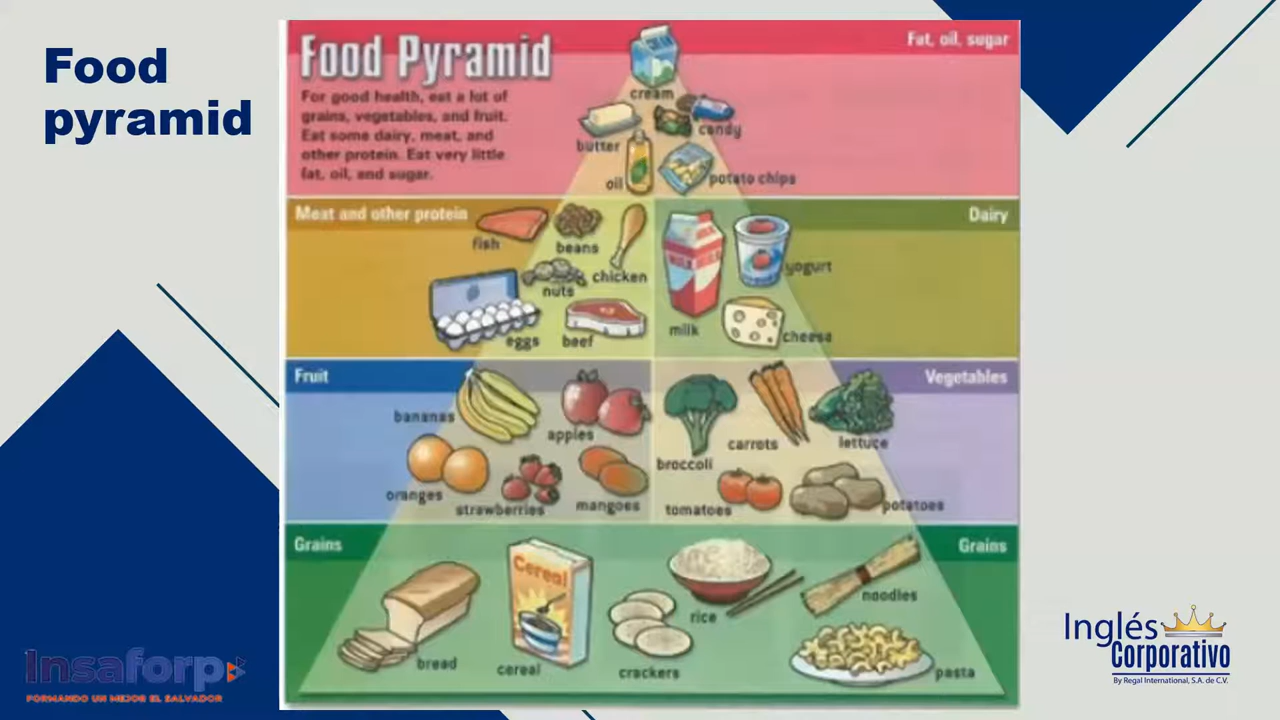 Food
pyramid
Food Pyramid
For good health, eat a lot of
grains, vegetables, and fruit.
Eat some dairy, meat, and
other protein. Eat very little
fat, oil, and sugar.
Fat, oil, sugar
CREAM
cream
butter
candy
oil
potato chips
Meat and other protein
fish
beans
chicken
nuts
eggs
beef
Dairy
MILK
yogurt
milk
cheese
Fruit
bananas
apples
oranges
strawberries
mangoes
Vegetables
broccoli
carrots
lettuce
tomatoes
potatoes
Grains
Grains
bread
Cereal
cereal
crackers
rice
noodles
pasta
Insaforp
FORMANDO UN MEJOR EL SALVADOR
Inglés
Corporativo
By Regal International, S.A. de C.V.